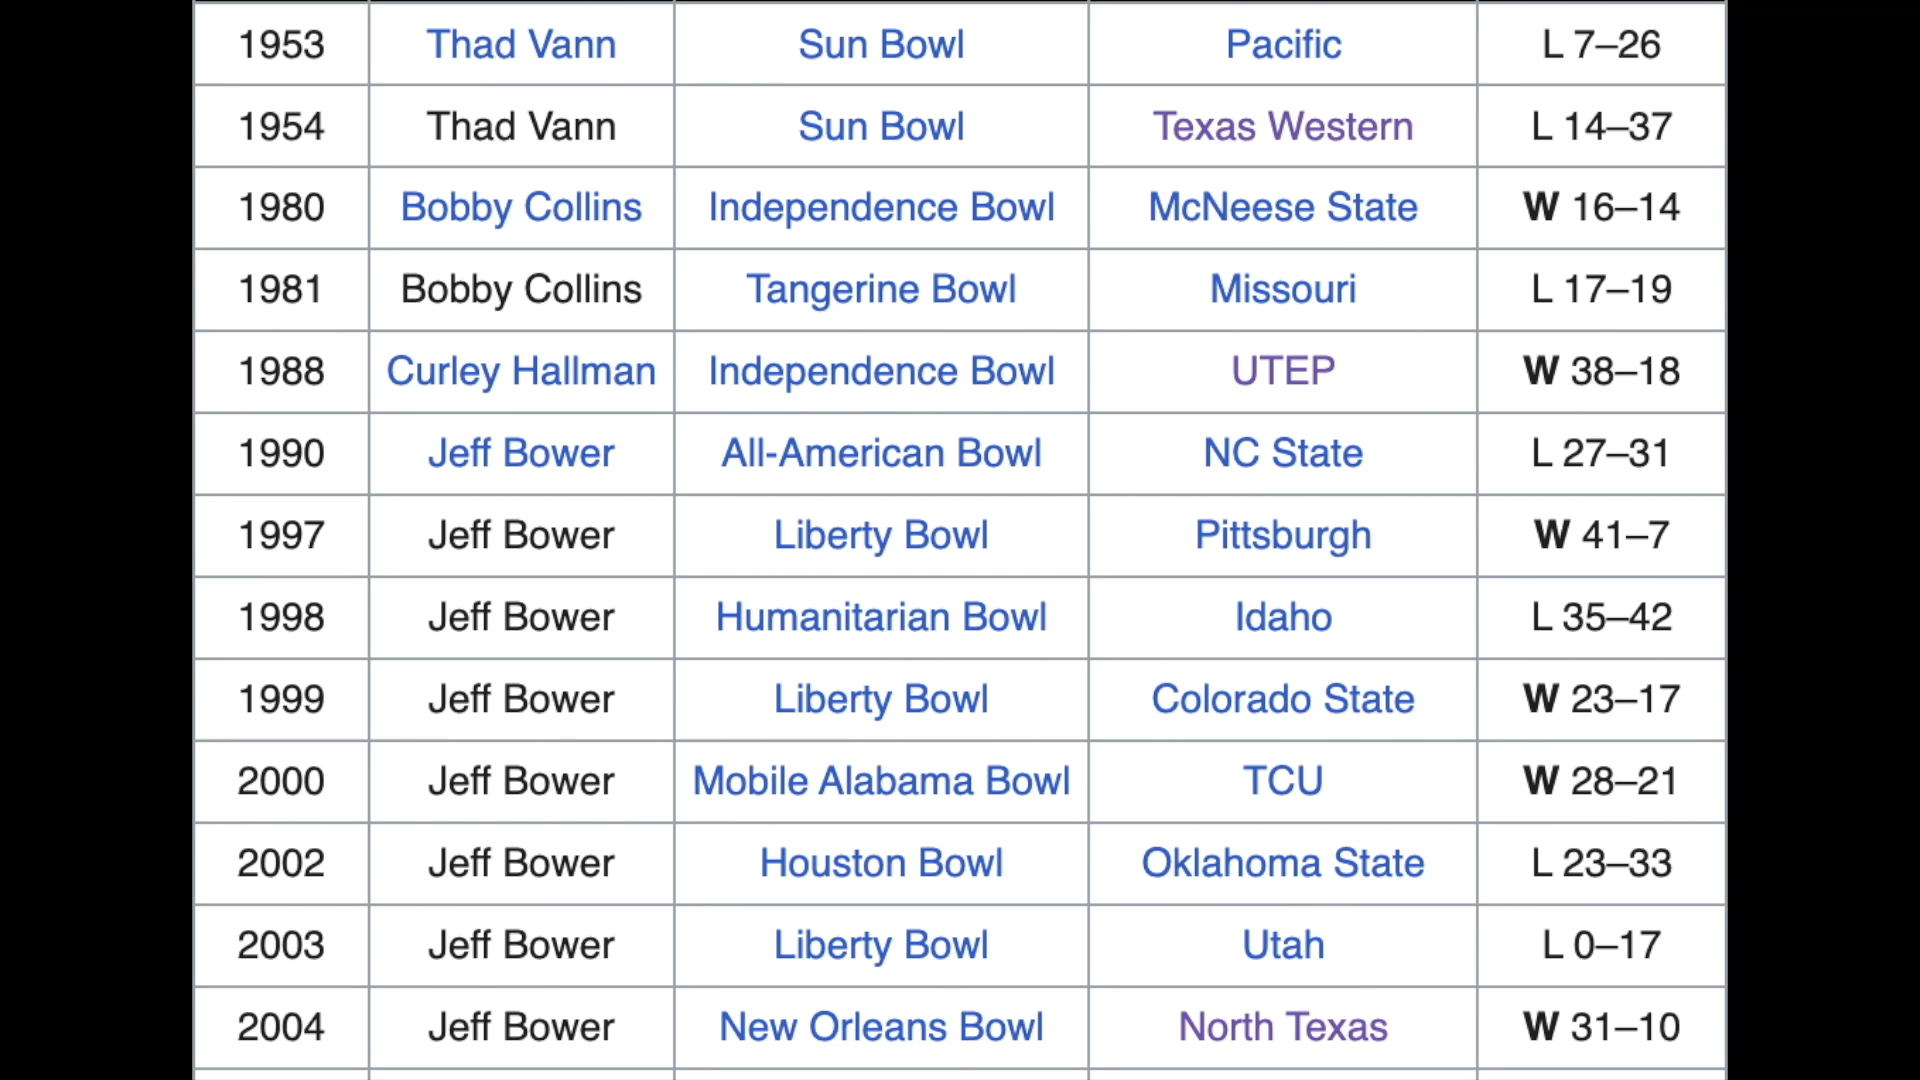 1953 Thad Vann Sun Bowl Pacific L 7–26
1954 Thad Vann Sun Bowl Texas Western L 14–37
1980 Bobby Collins Independence Bowl McNeese State W 16–14
1981 Bobby Collins Tangerine Bowl Missouri L 17–19
1988 Curley Hallman Independence Bowl UTEP W 38–18
1990 Jeff Bower All-American Bowl NC State L 27–31
1997 Jeff Bower Liberty Bowl Pittsburgh W 41–7
1998 Jeff Bower Humanitarian Bowl Idaho L 35–42
1999 Jeff Bower Liberty Bowl Colorado State W 23–17
2000 Jeff Bower Mobile Alabama Bowl TCU W 28–21
2002 Jeff Bower Houston Bowl Oklahoma State L 23–33
2003 Jeff Bower Liberty Bowl Utah L 0–17
2004 Jeff Bower New Orleans Bowl North Texas W 31–10